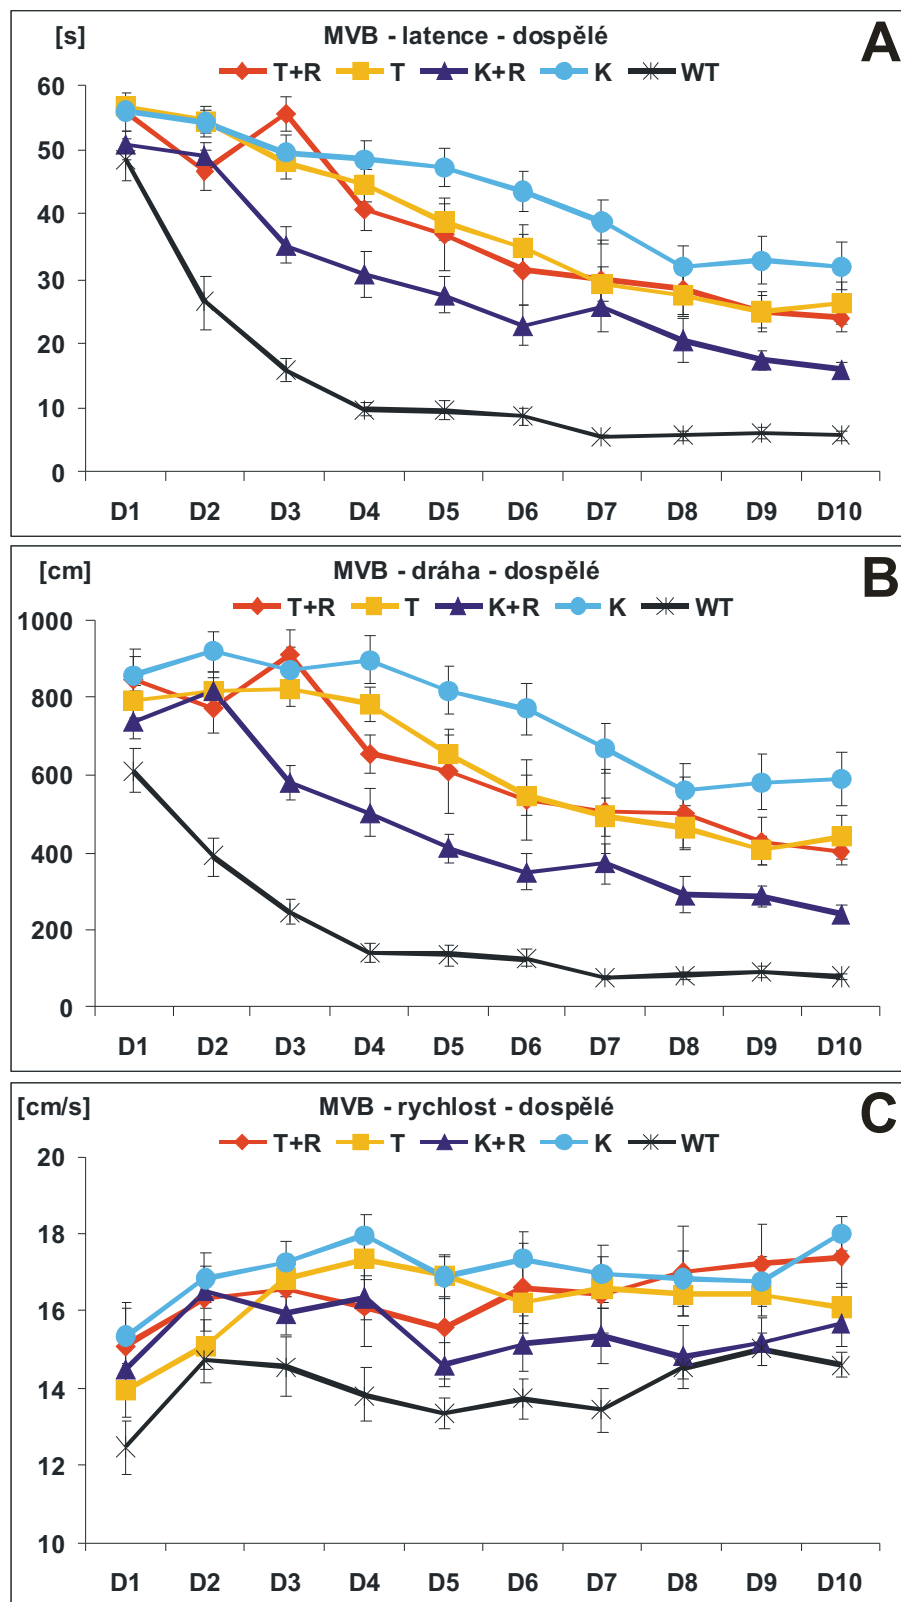 [s] MVB - latence - dospělé A
T+R T K+R K WT
60
50
40
30
20
10
0
D1 D2 D3 D4 D5 D6 D7 D8 D9 D10
[cm] MVB - dráha - dospělé B
T+R T K+R K WT
1000
800
600
400
200
0
D1 D2 D3 D4 D5 D6 D7 D8 D9 D10
[cm/s] MVB - rychlost - dospělé C
T+R T K+R K WT
20
18
16
14
12
10
D1 D2 D3 D4 D5 D6 D7 D8 D9 D10